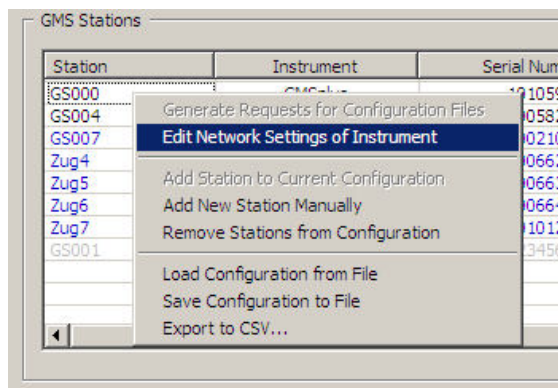 GMS Stations
Station Instrument Serial Num
GS000
GS004
GS007
Zug4
Zug5
Zug6
Zug7
GS001
Generate Requests for Configuration Files
Edit Network Settings of Instrument
Add Station to Current Configuration
Add New Station Manually
Remove Stations from Configuration
Load Configuration from File
Save Configuration to File
Export to CSV...